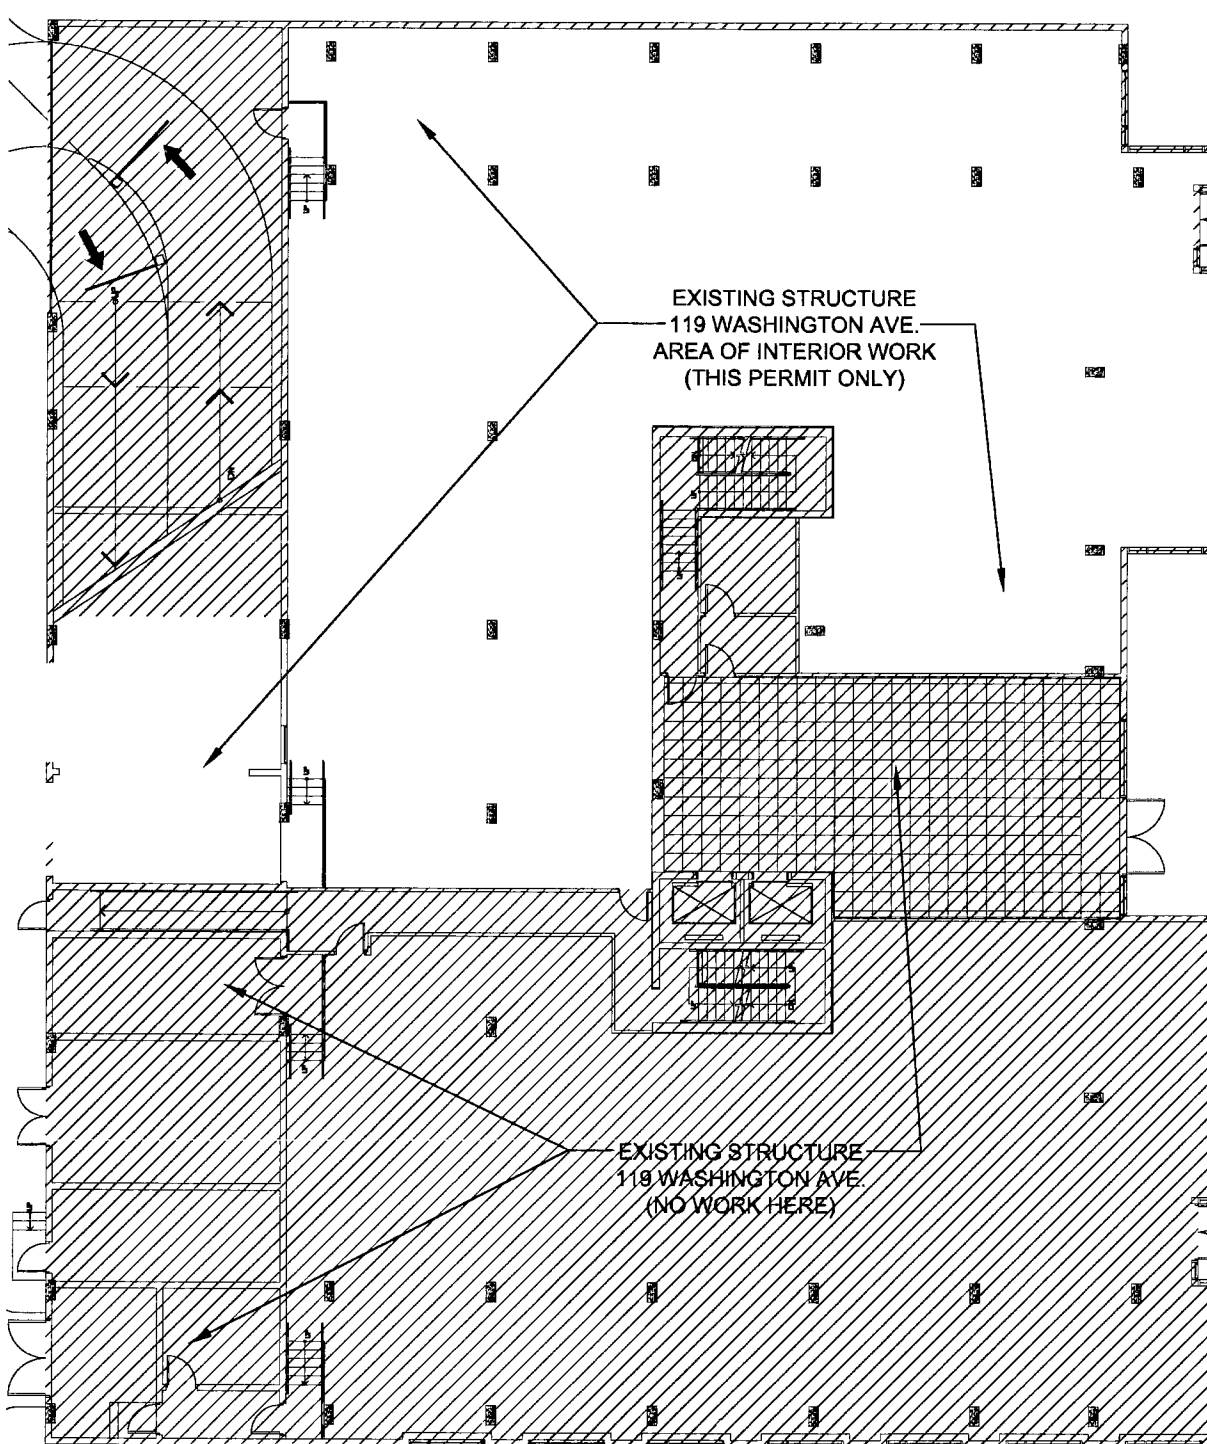 EXISTING STRUCTURE
119 WASHINGTON AVE.
AREA OF INTERIOR WORK
(THIS PERMIT ONLY)
EXISTING STRUCTURE
119 WASHINGTON AVE.
(NO WORK HERE)